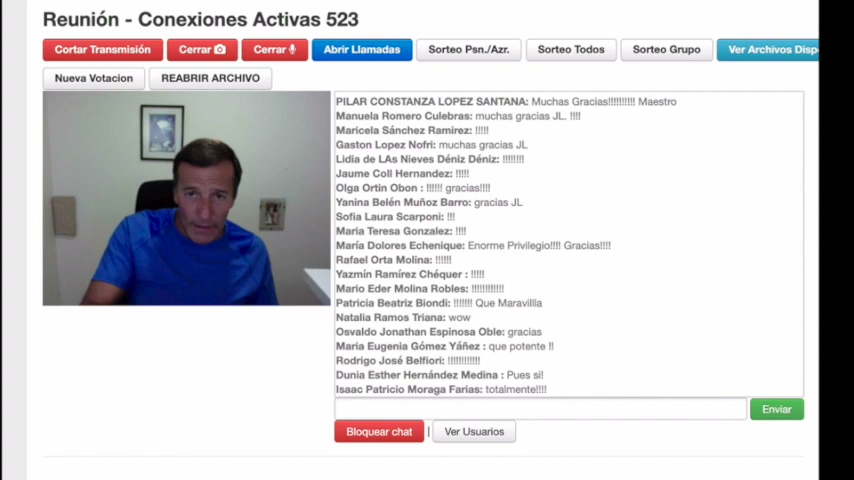 Reunión - Conexiones Activas 523
Cortar Transmisión Cerrar Cerrar Abrir Llamadas Sorteo Psn./Azr. Sorteo Todos Sorteo Grupo Ver Archivos Disp
Nueva Votacion REABRIR ARCHIVO
PILAR CONSTANZA LOPEZ SANTANA: Muchas Gracias!!!!!!!!!! Maestro
Manuela Romero Culebras: muchas gracias JL. !!!!
Maricela Sánchez Ramirez: !!!!!
Gaston Lopez Nofri: muchas gracias JL
Lidia de LAs Nieves Déniz Déniz: !!!!!!!!
Jaume Coll Hernandez: !!!!!
Olga Ortin Obon : !!!!!! gracias!!!!
Yanina Belén Muñoz Barro: gracias JL
Sofia Laura Scarponi: !!!
Maria Teresa Gonzalez: !!!!
María Dolores Echenique: Enorme Privilegio!!!! Gracias!!!!
Rafael Orta Molina: !!!!!!
Yazmín Ramírez Chéquer : !!!!!
Mario Eder Molina Robles: !!!!!!!!!!!!
Patricia Beatriz Biondi: !!!!!!! Que Maravillla
Natalia Ramos Triana: wow
Osvaldo Jonathan Espinosa Oble: gracias
Maria Eugenia Gómez Yáñez : que potente !!
Rodrigo José Belfiori: !!!!!!!!!!!!
Dunia Esther Hernández Medina : Pues si!
Isaac Patricio Moraga Farias: totalmente!!!!
Enviar
Bloquear chat | Ver Usuarios